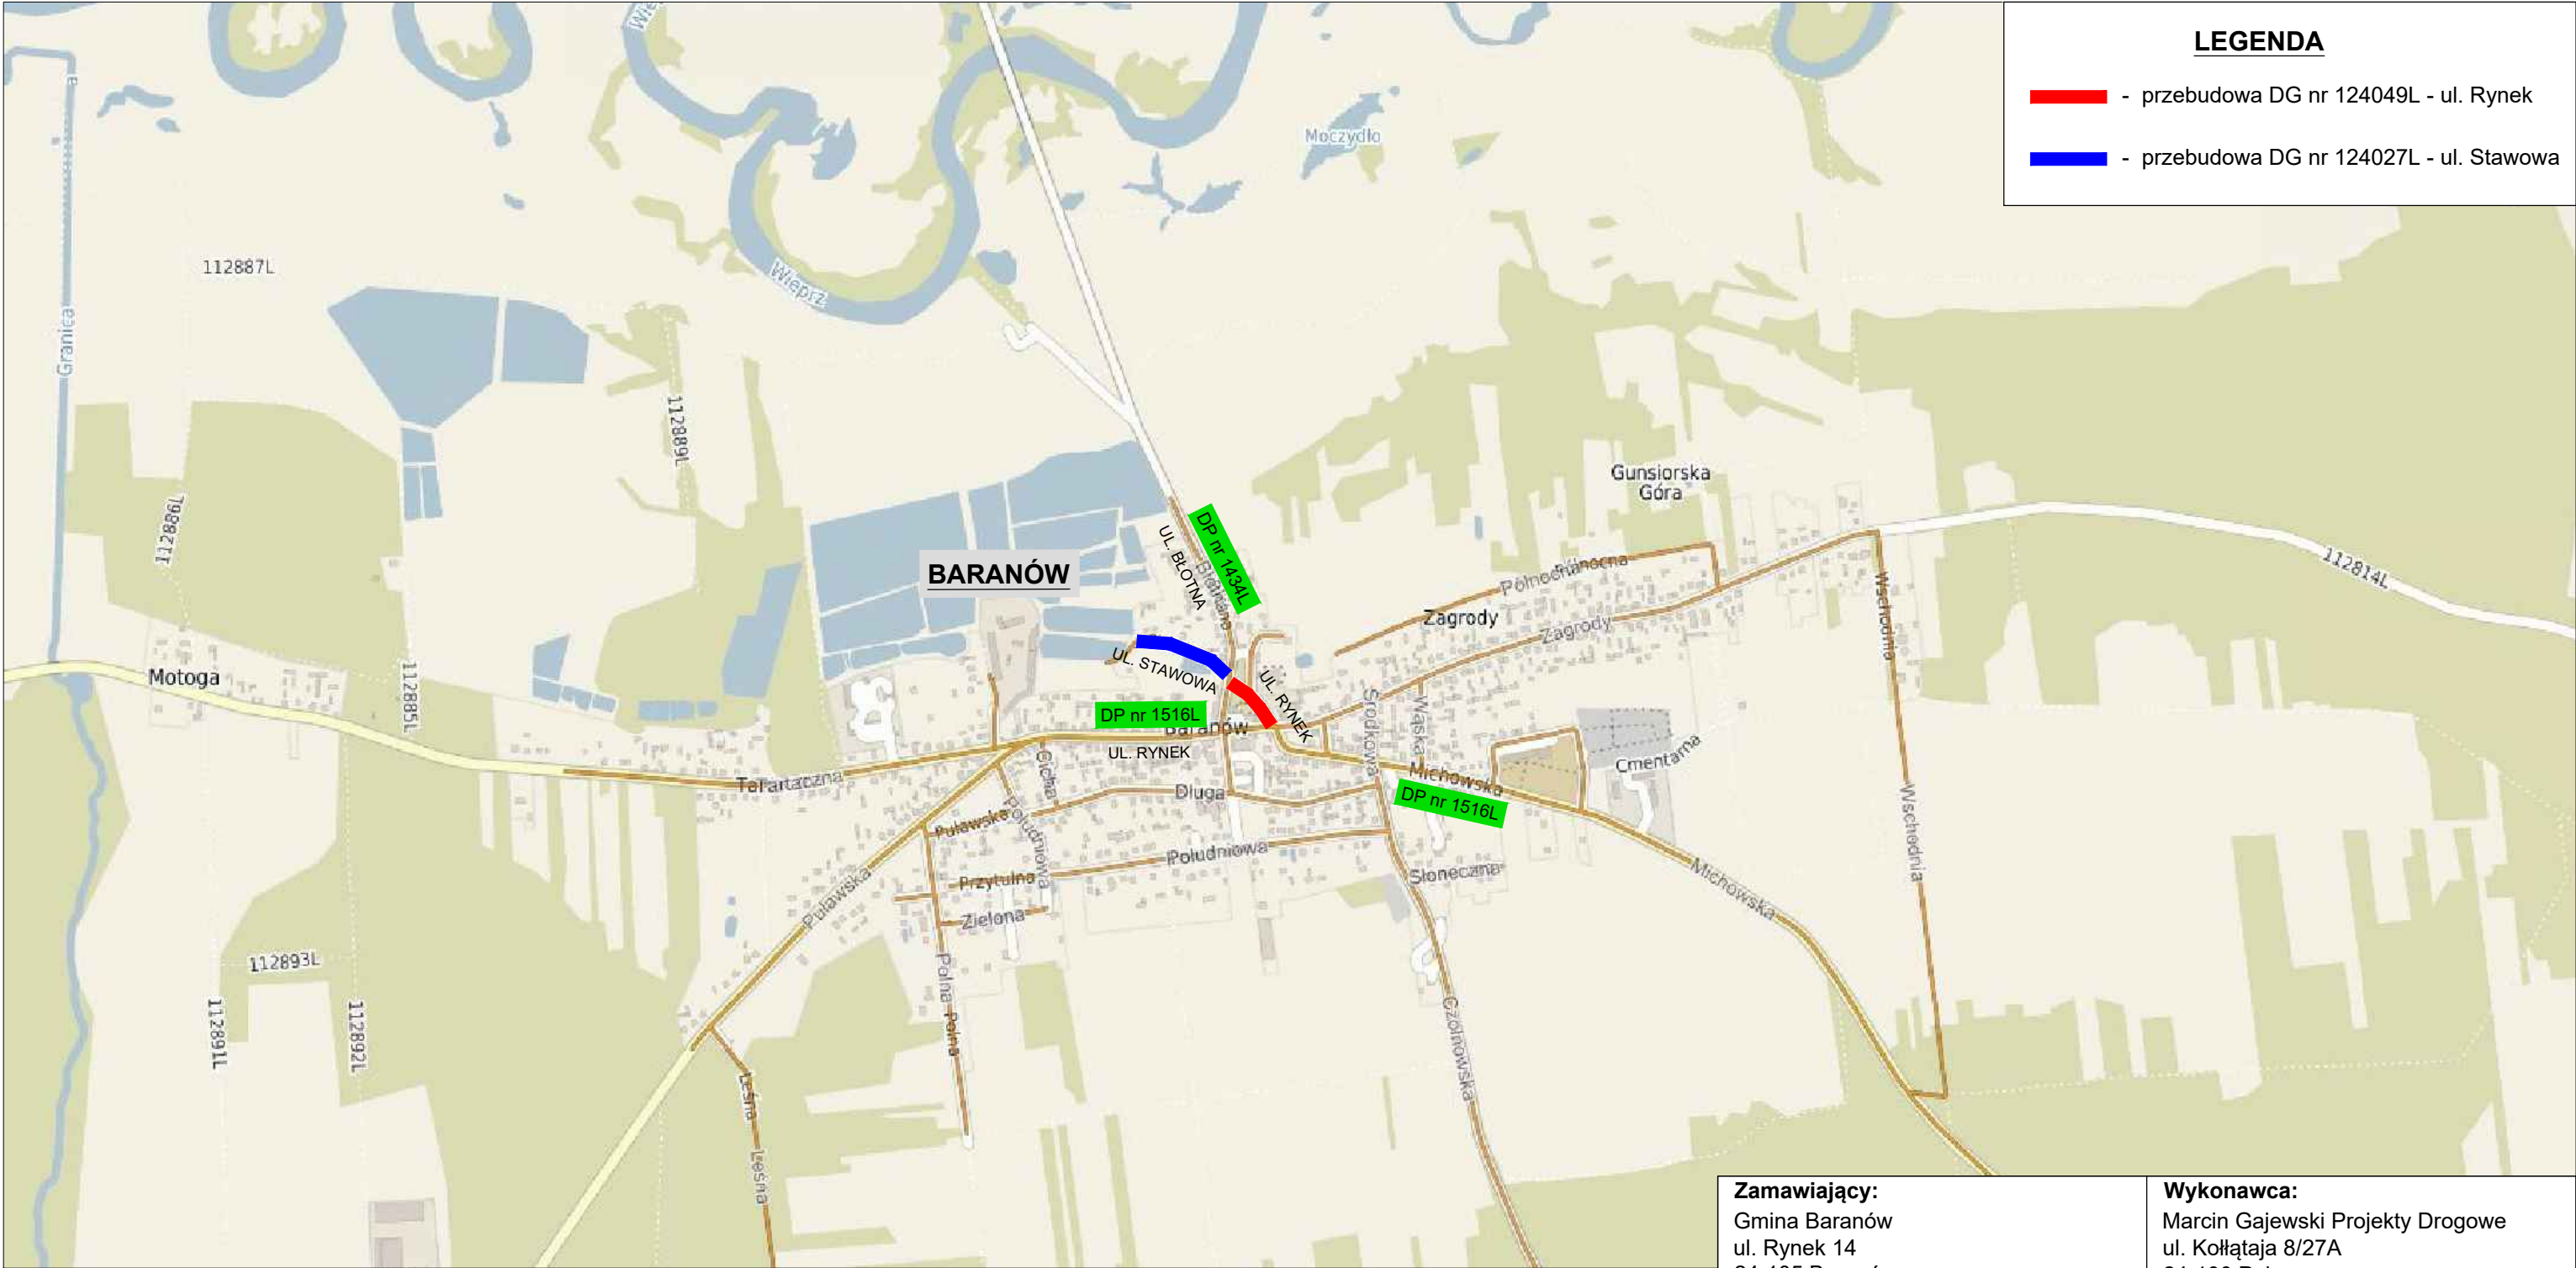 LEGENDA
- przebudowa DG nr 124049L - ul. Rynek
- przebudowa DG nr 124027L - ul. Stawowa
Moczydło
112887L
Wieprz
Granica
112889L
Gunsiorska
Góra
112886L
112814L
BARANÓW
DP nr 1434L
UL. BŁOTNA
Północna
Północna
Zagrody
Zagrody
Wschodnia
Motoga
112885L
UL. STAWOWA
UL. RYNEK
DP nr 1516L
Baranów
UL. RYNEK
Środkowa
Wąska
Cmentarna
Michowska
DP nr 1516L
Tartaczna
Cicha
Długa
Puławska
Południowa
Południowa
Przytulna
Zielona
Słoneczna
Michowska
Wschodnia
Puławska
112893L
112891L
112892L
Polna
Polna
Czołnowska
Leśna
Leśna
Zamawiający:
Gmina Baranów
ul. Rynek 14
Wykonawca:
Marcin Gajewski Projekty Drogowe
ul. Kołłątaja 8/27A